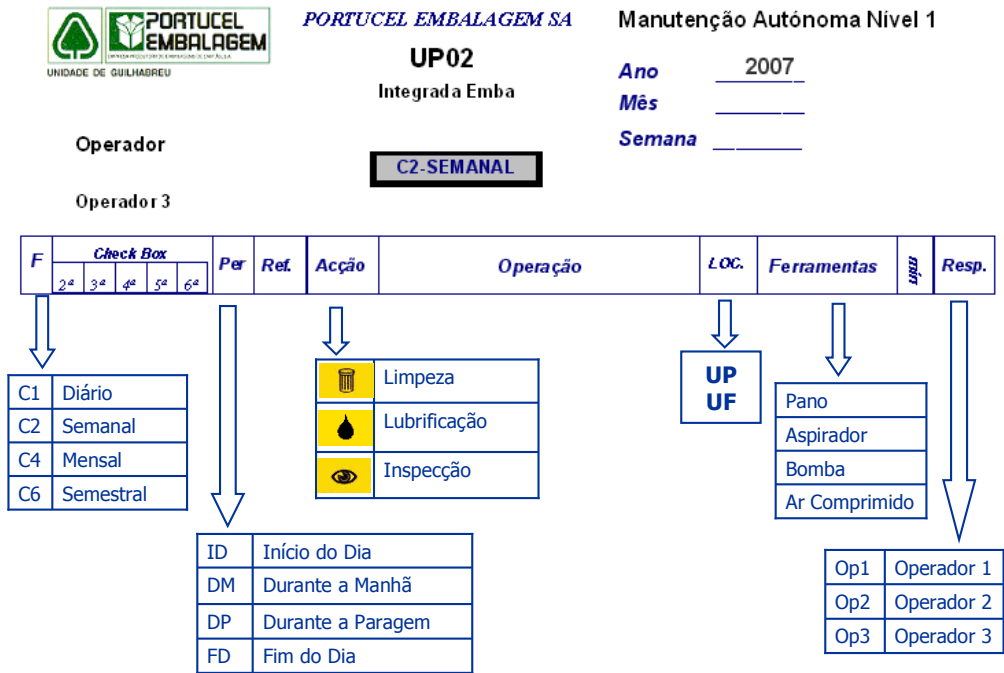 PORTUCEL
EMBALAGEM
UNIDADE DE GUILHABREU
PORTUCEL EMBALAGEM SA
UP02
Integrada Emba
Manutenção Autónoma Nível 1
Ano 2007
Mês
Semana
Operador
C2-SEMANAL
Operador 3
F Check Box Per Ref. Acção Operação LOC. Ferramentas min Resp.
2ª 3ª 4ª 5ª 6ª
C1 Diário
C2 Semanal
C4 Mensal
C6 Semestral
Limpeza
Lubrificação
Inspecção
UP
UF
Pano
Aspirador
Bomba
Ar Comprimido
ID Início do Dia
DM Durante a Manhã
DP Durante a Paragem
FD Fim do Dia
Op1 Operador 1
Op2 Operador 2
Op3 Operador 3